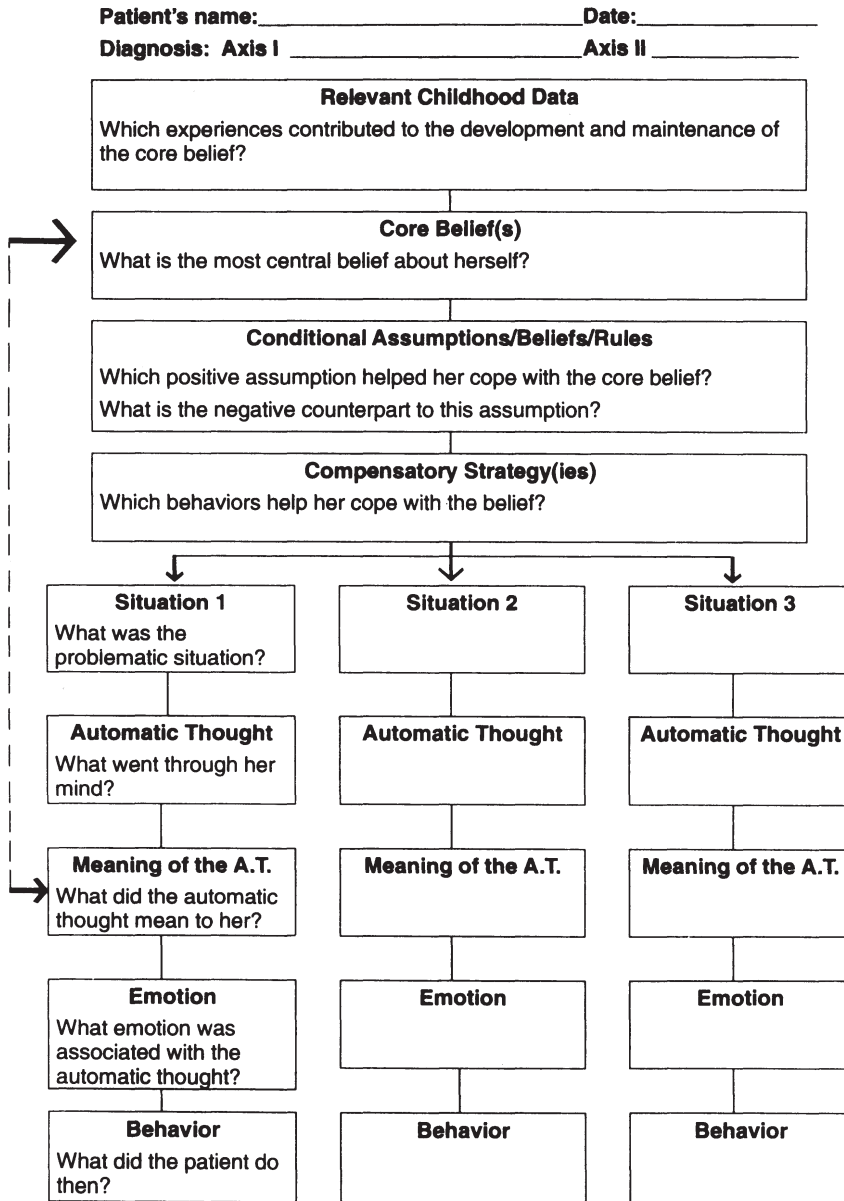 Patient's name:____________________Date:____________
Diagnosis: Axis I ____________________Axis II __________
Relevant Childhood Data
Which experiences contributed to the development and maintenance of
the core belief?
Core Belief(s)
What is the most central belief about herself?
Conditional Assumptions/Beliefs/Rules
Which positive assumption helped her cope with the core belief?
What is the negative counterpart to this assumption?
Compensatory Strategy(ies)
Which behaviors help her cope with the belief?
Situation 1
What was the
problematic situation?
Situation 2
Situation 3
Automatic Thought
What went through her
mind?
Automatic Thought
Automatic Thought
Meaning of the A.T.
What did the automatic
thought mean to her?
Meaning of the A.T.
Meaning of the A.T.
Emotion
What emotion was
associated with the
automatic thought?
Emotion
Emotion
Behavior
What did the patient do
then?
Behavior
Behavior